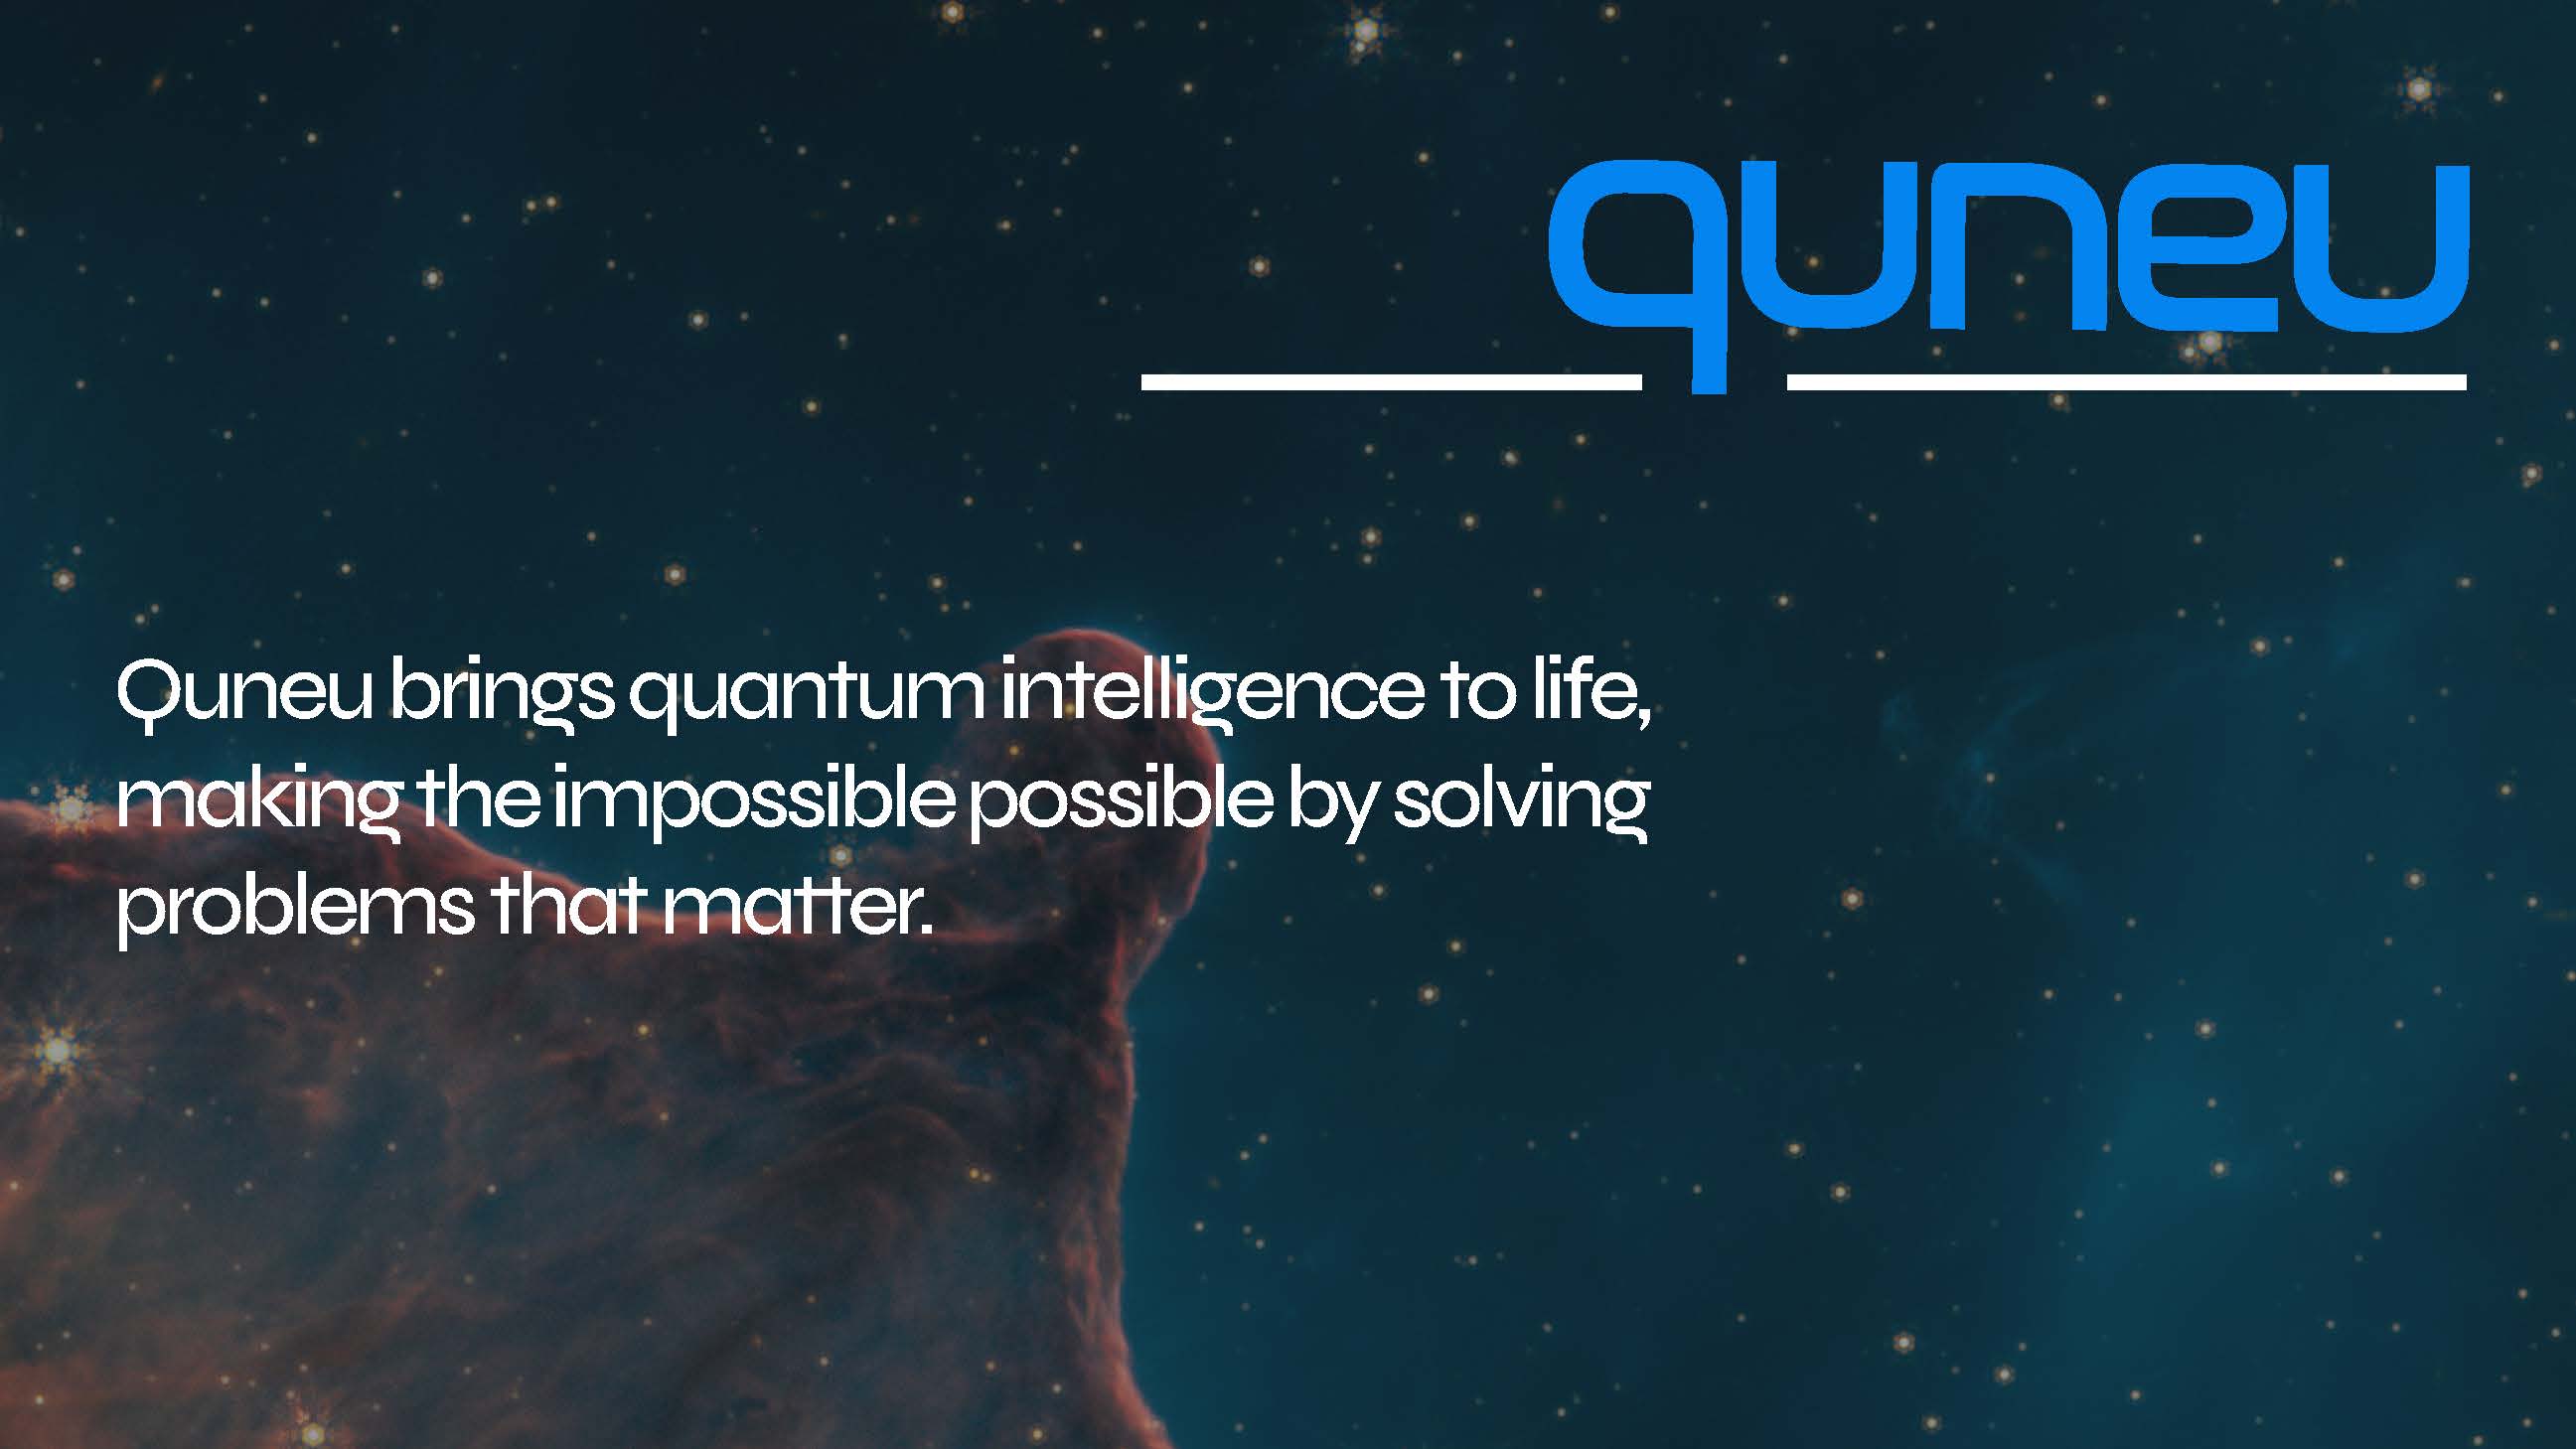 quneu
Quneu brings quantum intelligence to life,
making the impossible possible by solving
problems that matter.